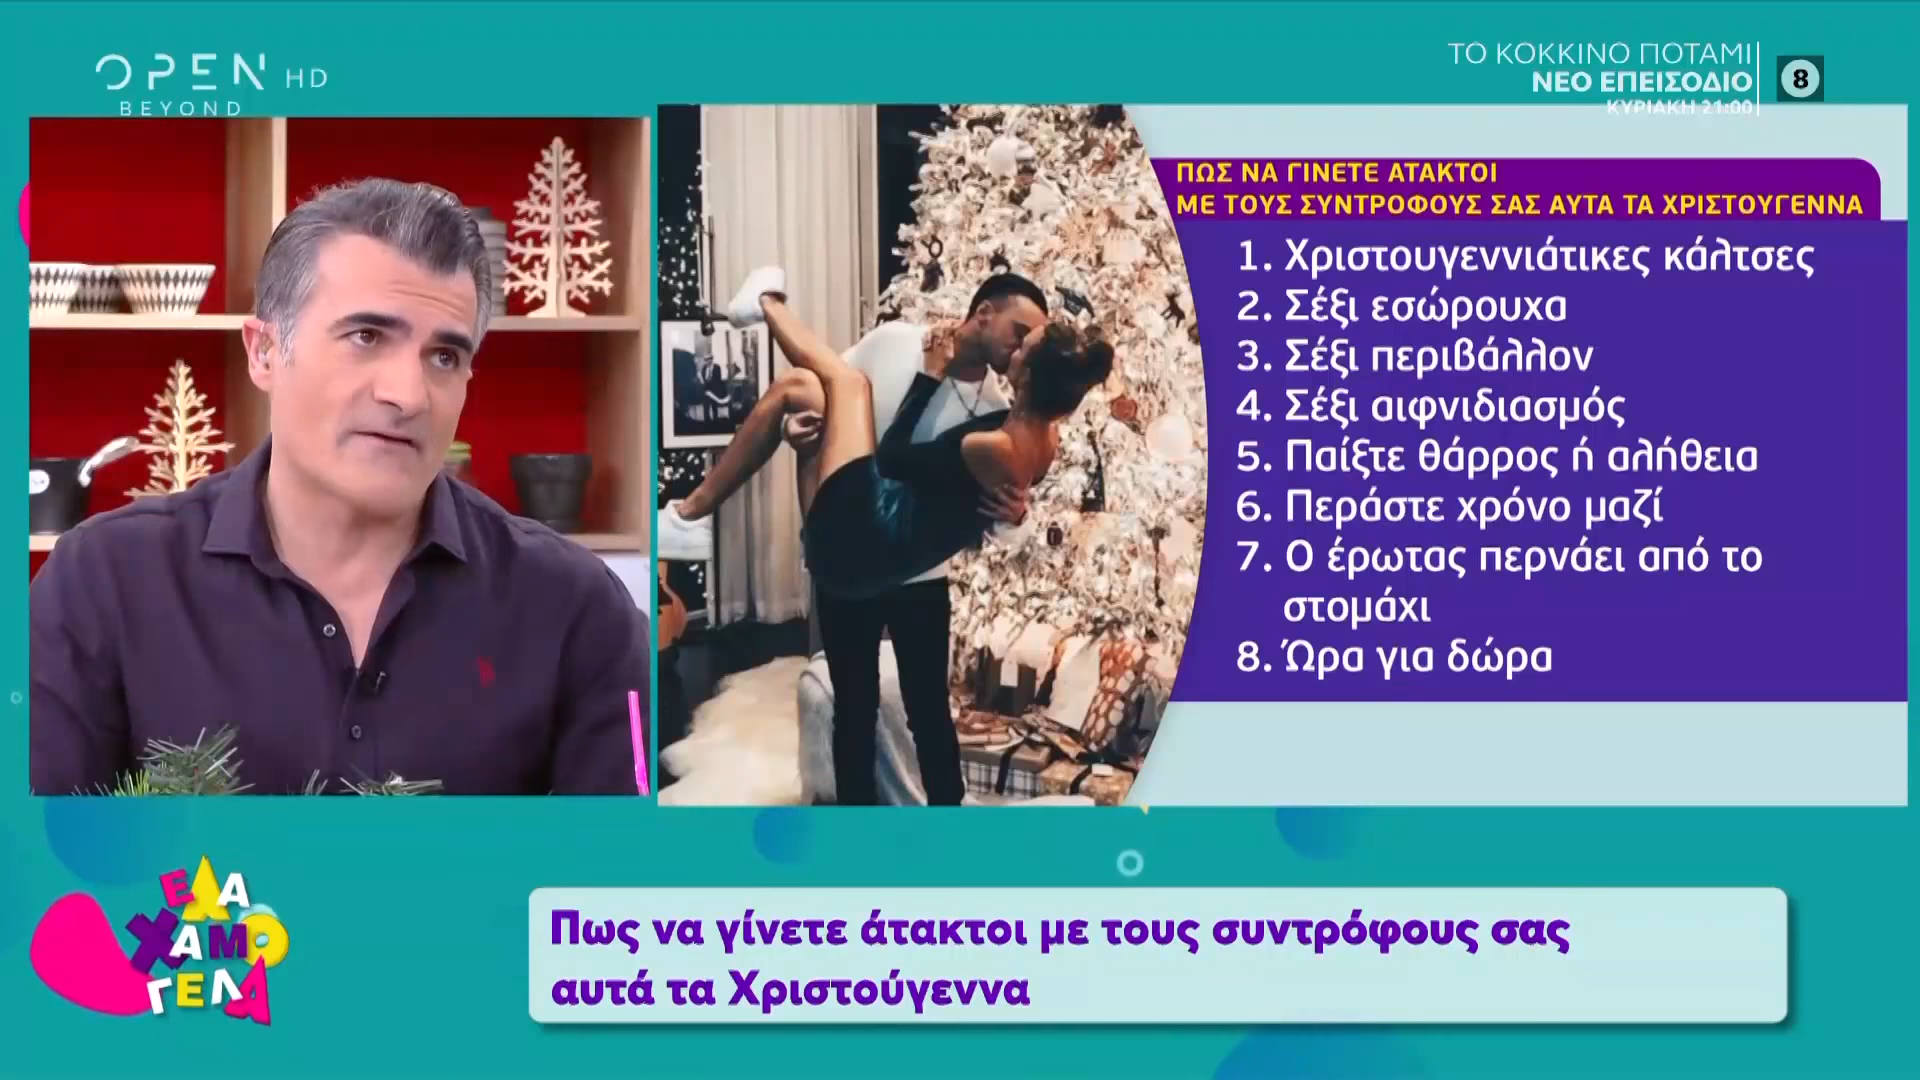 OPEN HD
BEYOND
ΤΟ ΚΟΚΚΙΝΟ ΠΟΤΑΜΙ
ΝΕΟ ΕΠΕΙΣΟΔΙΟ
ΚΥΡΙΑΚΗ 21:00
8
ΠΩΣ ΝΑ ΓΙΝΕΤΕ ΑΤΑΚΤΟΙ
ΜΕ ΤΟΥΣ ΣΥΝΤΡΟΦΟΥΣ ΣΑΣ ΑΥΤΑ ΤΑ ΧΡΙΣΤΟΥΓΕΝΝΑ
1. Χριστουγεννιάτικες κάλτσες
2. Σέξι εσώρουχα
3. Σέξι περιβάλλον
4. Σέξι αιφνιδιασμός
5. Παίξτε θάρρος ή αλήθεια
6. Περάστε χρόνο μαζί
7. Ο έρωτας περνάει από το
στομάχι
8. Ώρα για δώρα
ΕΛΑ
ΧΑΜΟ
ΓΕΛΑ
Πως να γίνετε άτακτοι με τους συντρόφους σας
αυτά τα Χριστούγεννα